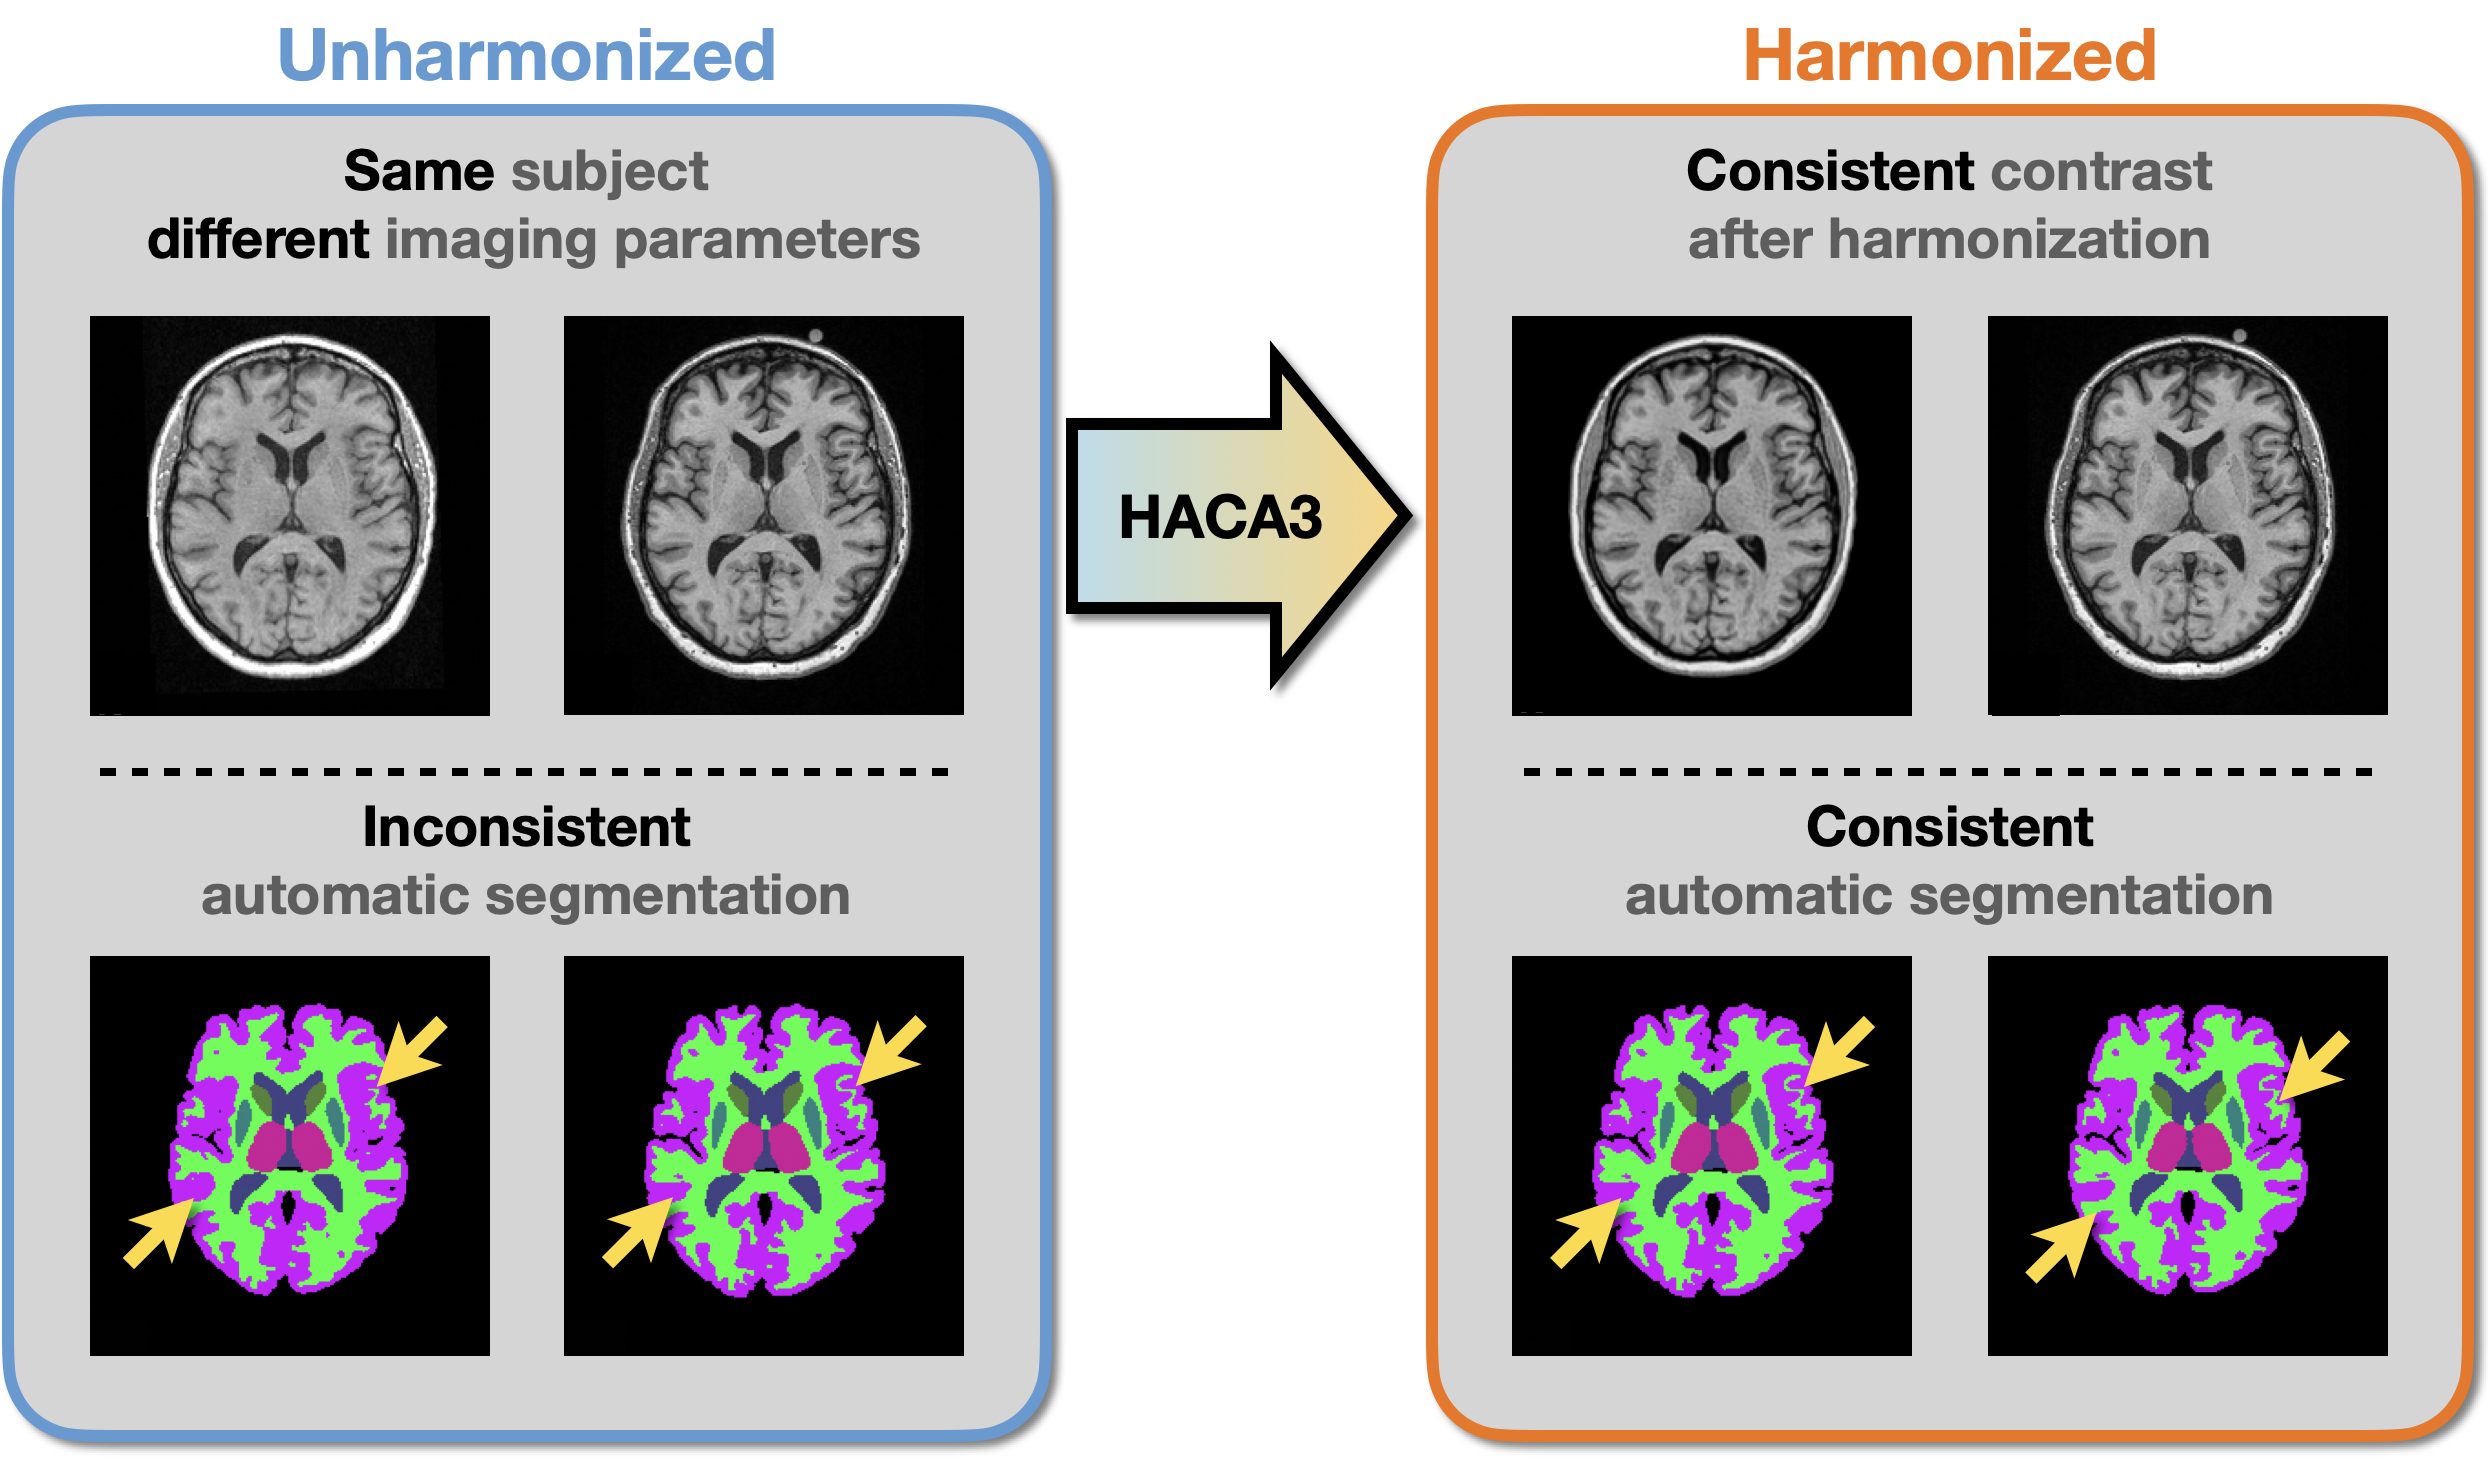 Unharmonized
Same subject
different imaging parameters
Inconsistent
automatic segmentation
HACA3
Harmonized
Consistent contrast
after harmonization
Consistent
automatic segmentation